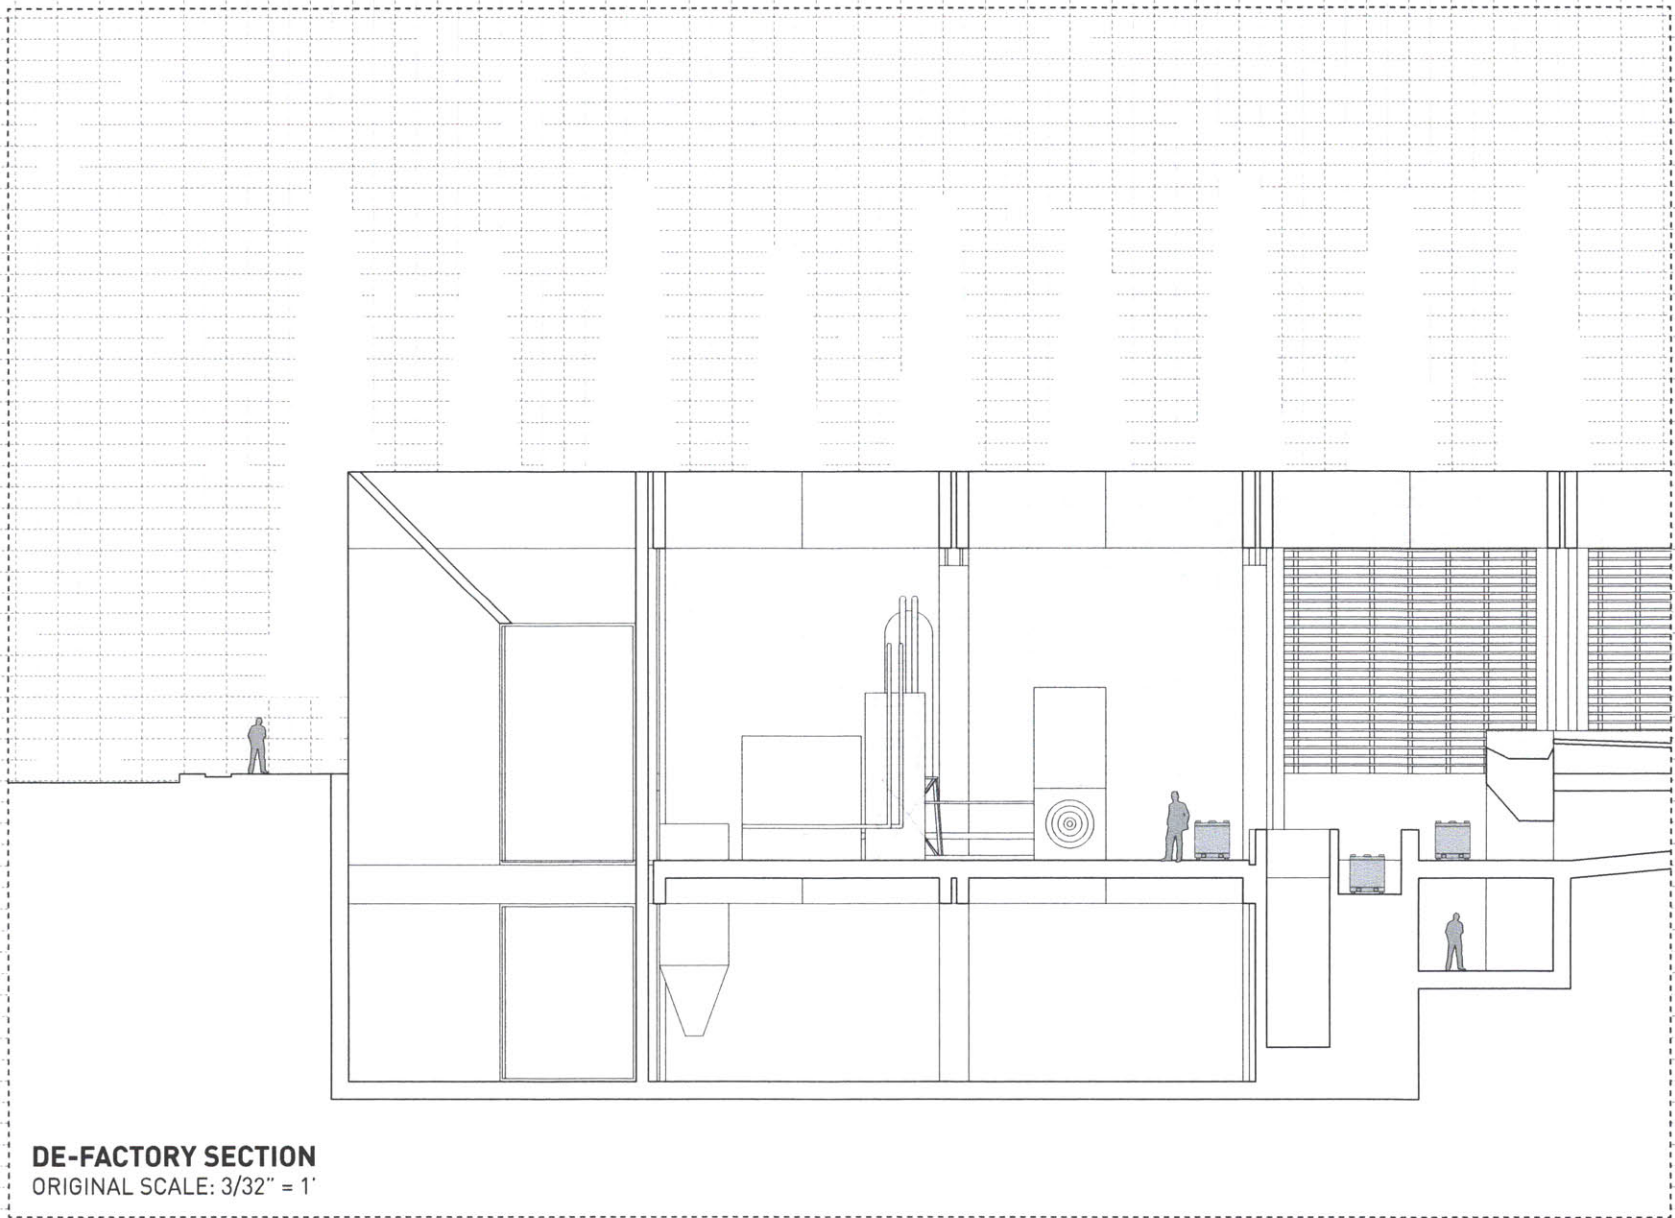 DE-FACTORY SECTION
ORIGINAL SCALE: 3/32" = 1'